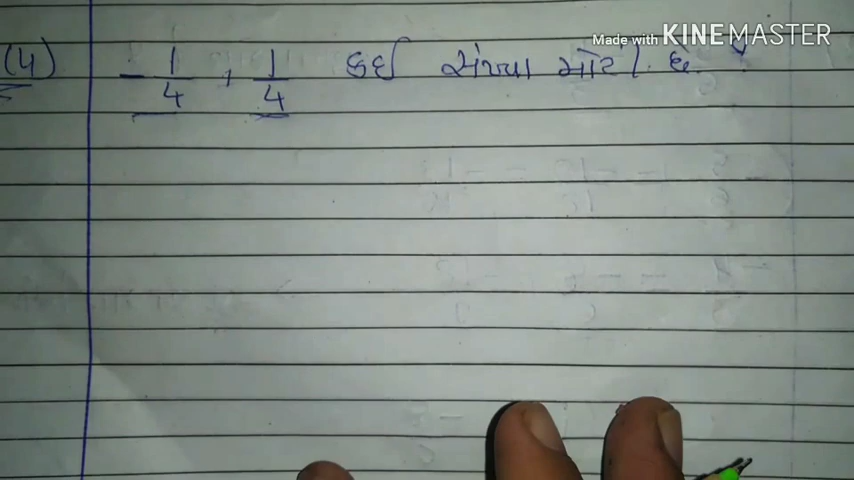 Made with KINEMASTER
(4) -1/4 , 1/4 કઈ સંખ્યા મોટી છે ?